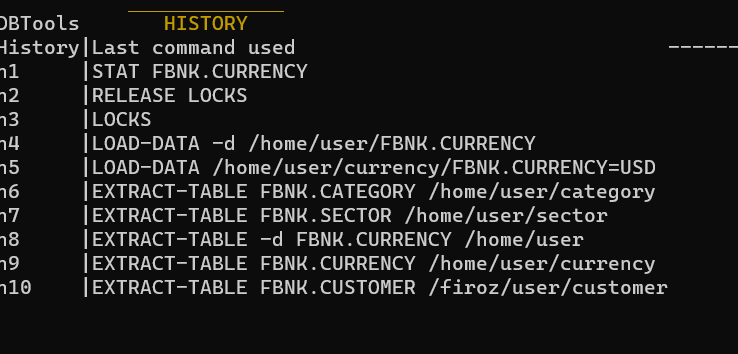 DBTools HISTORY
History|Last command used ------
h1 |STAT FBNK.CURRENCY
h2 |RELEASE LOCKS
h3 |LOCKS
h4 |LOAD-DATA -d /home/user/FBNK.CURRENCY
h5 |LOAD-DATA /home/user/currency/FBNK.CURRENCY=USD
h6 |EXTRACT-TABLE FBNK.CATEGORY /home/user/category
h7 |EXTRACT-TABLE FBNK.SECTOR /home/user/sector
h8 |EXTRACT-TABLE -d FBNK.CURRENCY /home/user
h9 |EXTRACT-TABLE FBNK.CURRENCY /home/user/currency
h10 |EXTRACT-TABLE FBNK.CUSTOMER /firoz/user/customer